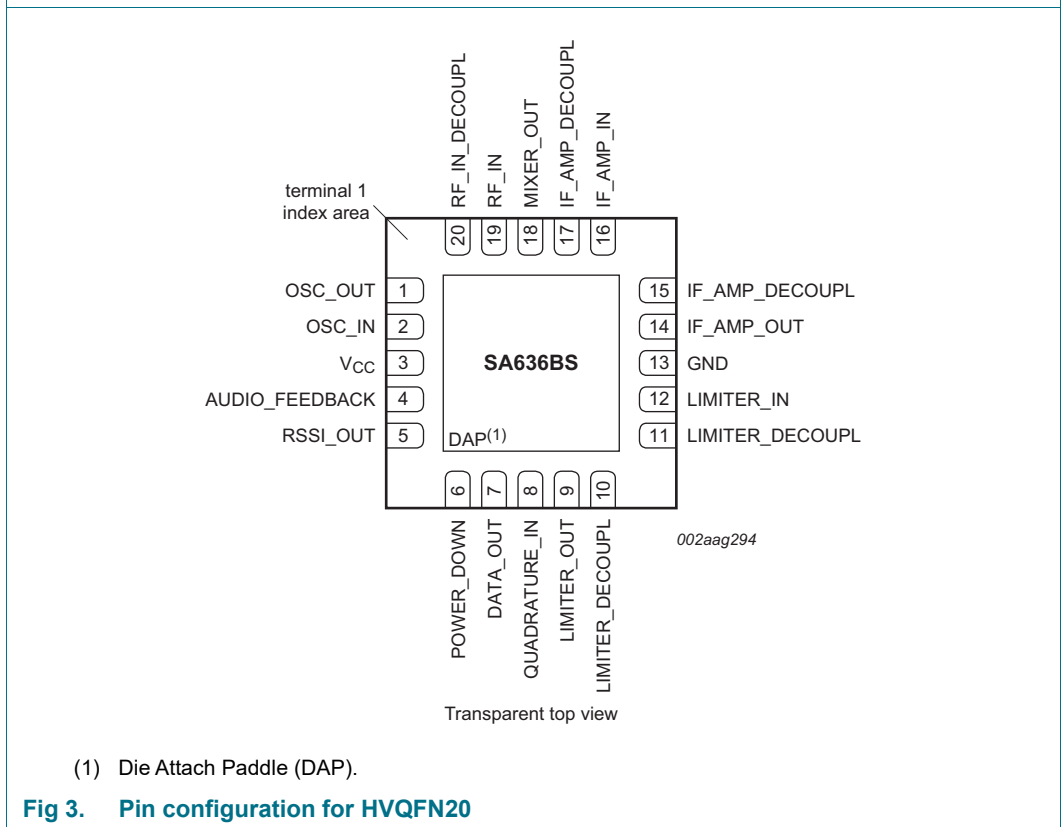 RF_IN_DECOUPL
RF_IN
MIXER_OUT
IF_AMP_DECOUPL
IF_AMP_IN
terminal 1
index area
20 19 18 17 16
OSC_OUT 1 15 IF_AMP_DECOUPL
OSC_IN 2 14 IF_AMP_OUT
VCC 3 SA636BS 13 GND
AUDIO_FEEDBACK 4 12 LIMITER_IN
RSSI_OUT 5 DAP(1) 11 LIMITER_DECOUPL
6 7 8 9 10
POWER_DOWN
DATA_OUT
QUADRATURE_IN
LIMITER_OUT
LIMITER_DECOUPL
002aag294
Transparent top view
(1) Die Attach Paddle (DAP).
Fig 3. Pin configuration for HVQFN20